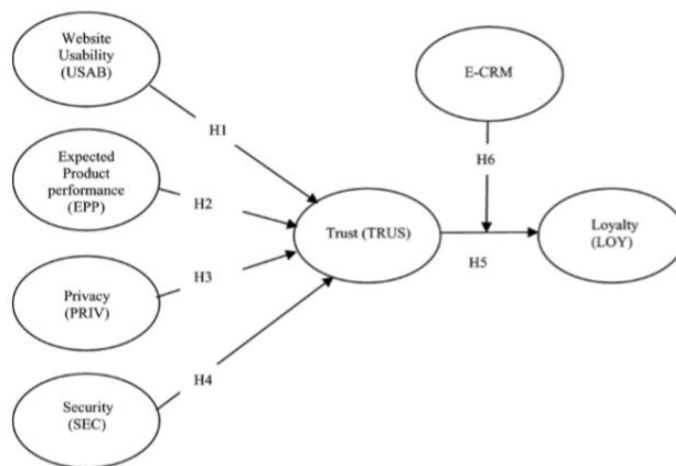 Website
Usability
(USAB)
E-CRM
H1
H6
Expected
Product
performance
(EPP)
H2
Trust (TRUS)
Loyalty
(LOY)
H5
H3
Privacy
(PRIV)
H4
Security
(SEC)